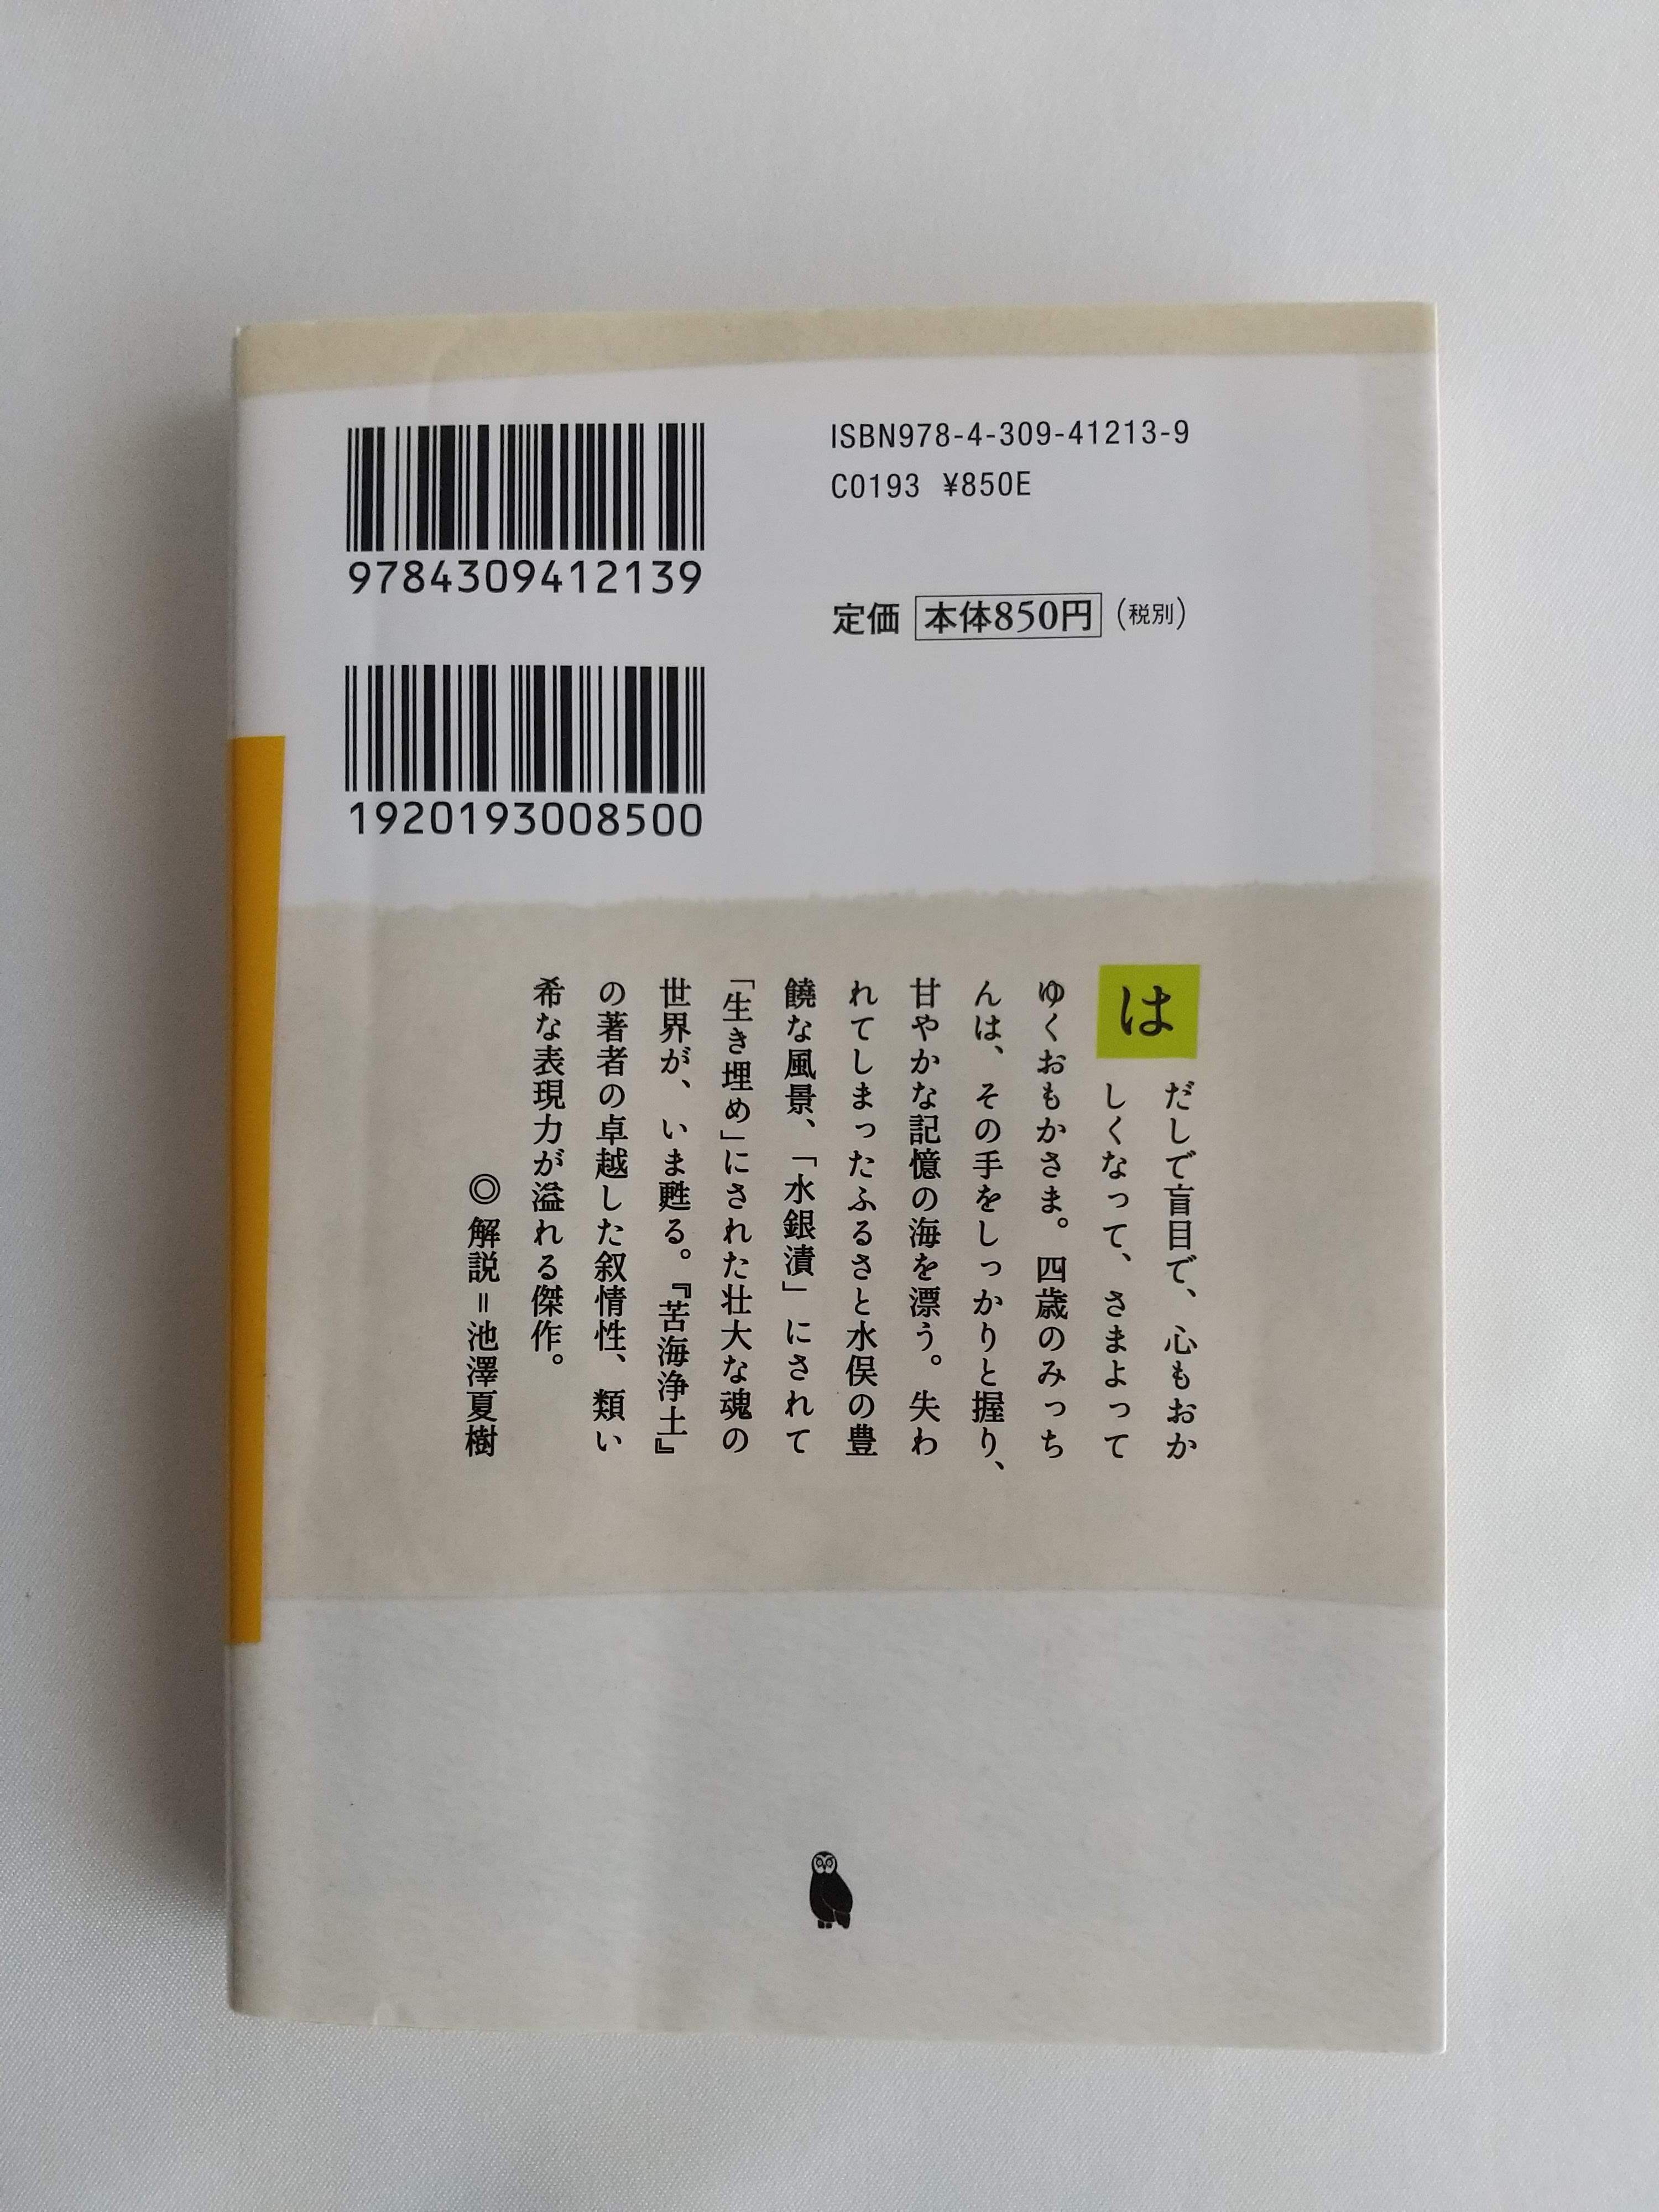 ISBN978-4-309-41213-9
C0193 ¥850E
9784309412139
定価 本体850円（税別）
1920193008500
は
だしで盲目で、心もおか
しくなって、さまよって
ゆくおもかさま。四歳のみっち
んは、その手をしっかりと握り、
甘やかな記憶の海を漂う。失わ
れてしまったふるさと水俣の豊
饒な風景、「水銀漬」にされて
「生き埋め」にされた壮大な魂の
世界が、いま甦る。『苦海浄土』
の著者の卓越した叙情性、類い
希な表現力が溢れる傑作。
◎解説＝池澤夏樹